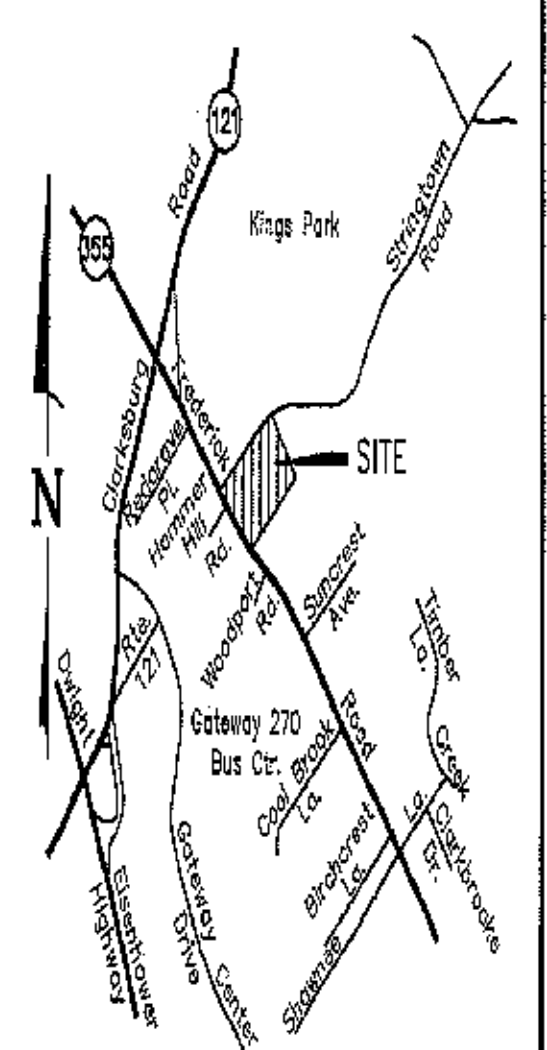 121
Road
Kings Park
Stringtown
Road
355
Clarksburg
Frederick
Redgrave
Pl.
Hammer
Hill
Rd.
SITE
N
Woodport
Rd.
Suncrest
Ave.
Timber
La.
Creek
Rte.
121
Dwight
Gateway 270
Bus Ctr.
Road
Cool Brook
La.
Birchcrest
La.
La.
Clarkbrooke
Dr.
Shawnee
Eisenhower
Highway
Gateway
Drive
Center